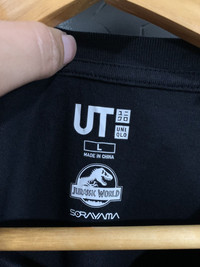 UT ユニ
クロ
UNI
QLO
L
MADE IN CHINA
JURASSIC WORLD
SORAYAMA